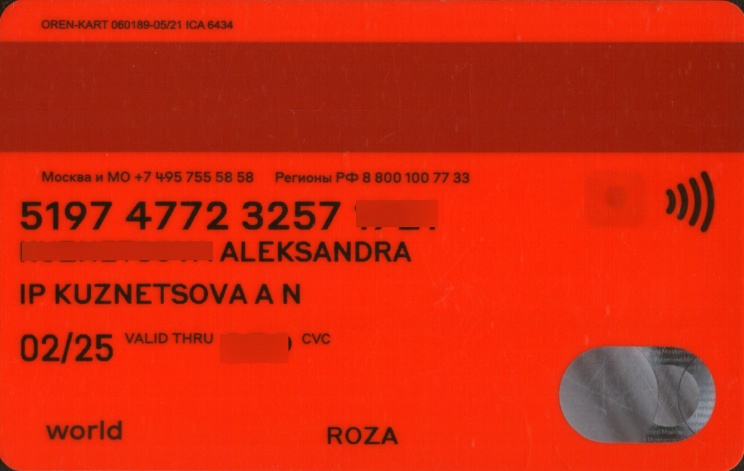 OREN-KART 060189-05/21 ICA 6434
Москва и МО +7 495 755 58 58 Регионы РФ 8 800 100 77 33
5197 4772 3257
ALEKSANDRA
IP KUZNETSOVA A N
02/25 VALID THRU CVC
world
ROZA